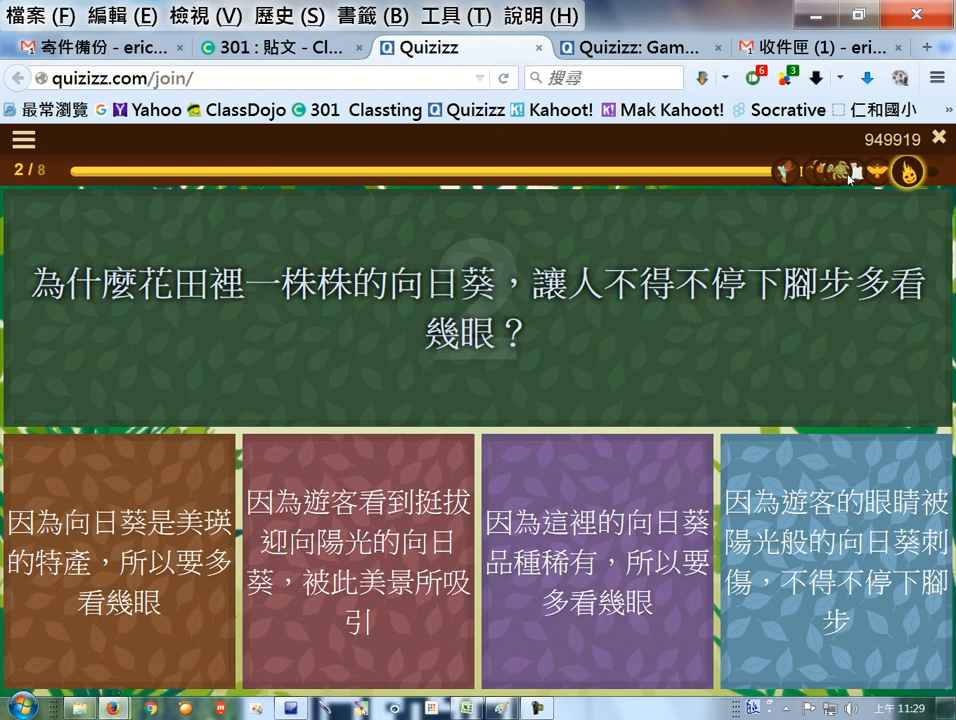 檔案 (F) 編輯 (E) 檢視 (V) 歷史 (S) 書籤 (B) 工具 (T) 說明 (H)
寄件備份 - eric... × 301 : 貼文 - Cl... × Quizizz × Quizizz: Gam... × 收件匣 (1) - eri... × +
quizizz.com/join/ 搜尋 6 3
最常瀏覽 Yahoo ClassDojo 301 Classting Quizizz Kahoot! Mak Kahoot! Socrative 仁和國小 »
949919 ×
2 / 8
2
為什麼花田裡一株株的向日葵，讓人不得不停下腳步多看
幾眼？
因為向日葵是美瑛
的特產，所以要多
看幾眼
因為遊客看到挺拔
迎向陽光的向日
葵，被此美景所吸
引
因為這裡的向日葵
品種稀有，所以要
多看幾眼
因為遊客的眼睛被
陽光般的向日葵刺
傷，不得不停下腳
步
上午 11:29